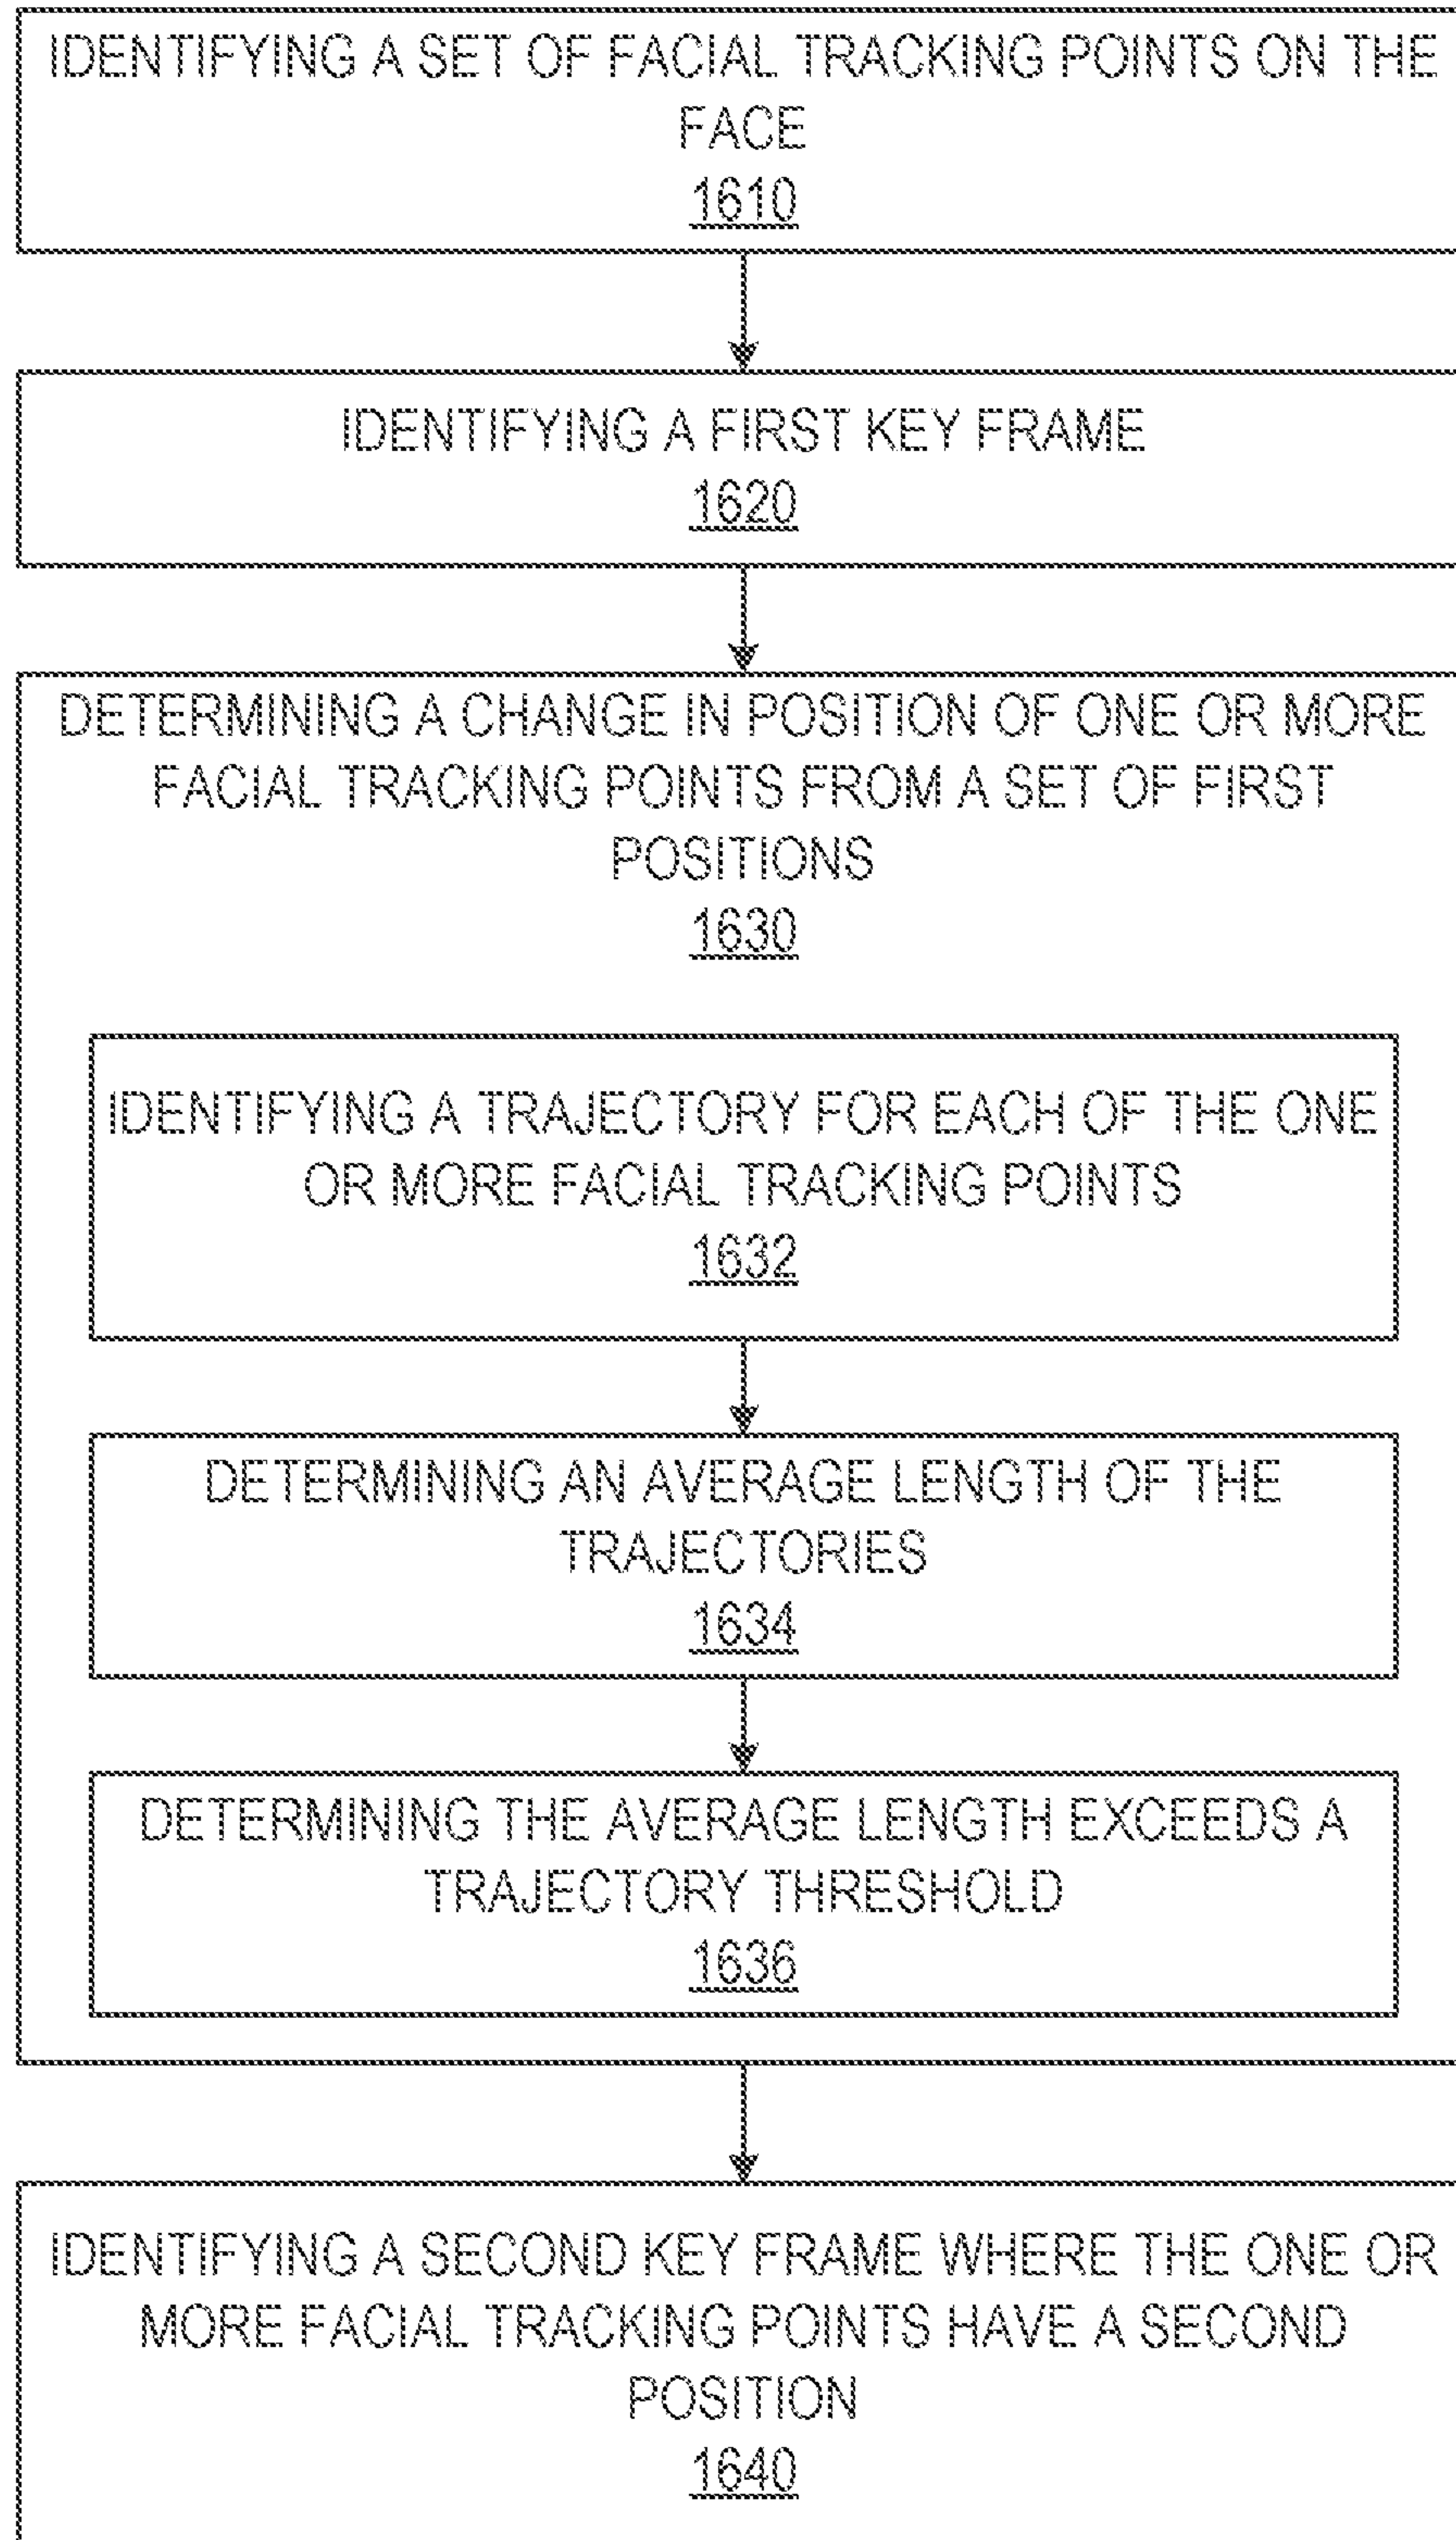 IDENTIFYING A SET OF FACIAL TRACKING POINTS ON THE
FACE
1610
IDENTIFYING A FIRST KEY FRAME
1620
DETERMINING A CHANGE IN POSITION OF ONE OR MORE
FACIAL TRACKING POINTS FROM A SET OF FIRST
POSITIONS
1630
IDENTIFYING A TRAJECTORY FOR EACH OF THE ONE
OR MORE FACIAL TRACKING POINTS
1632
DETERMINING AN AVERAGE LENGTH OF THE
TRAJECTORIES
1634
DETERMINING THE AVERAGE LENGTH EXCEEDS A
TRAJECTORY THRESHOLD
1636
IDENTIFYING A SECOND KEY FRAME WHERE THE ONE OR
MORE FACIAL TRACKING POINTS HAVE A SECOND
POSITION
1640